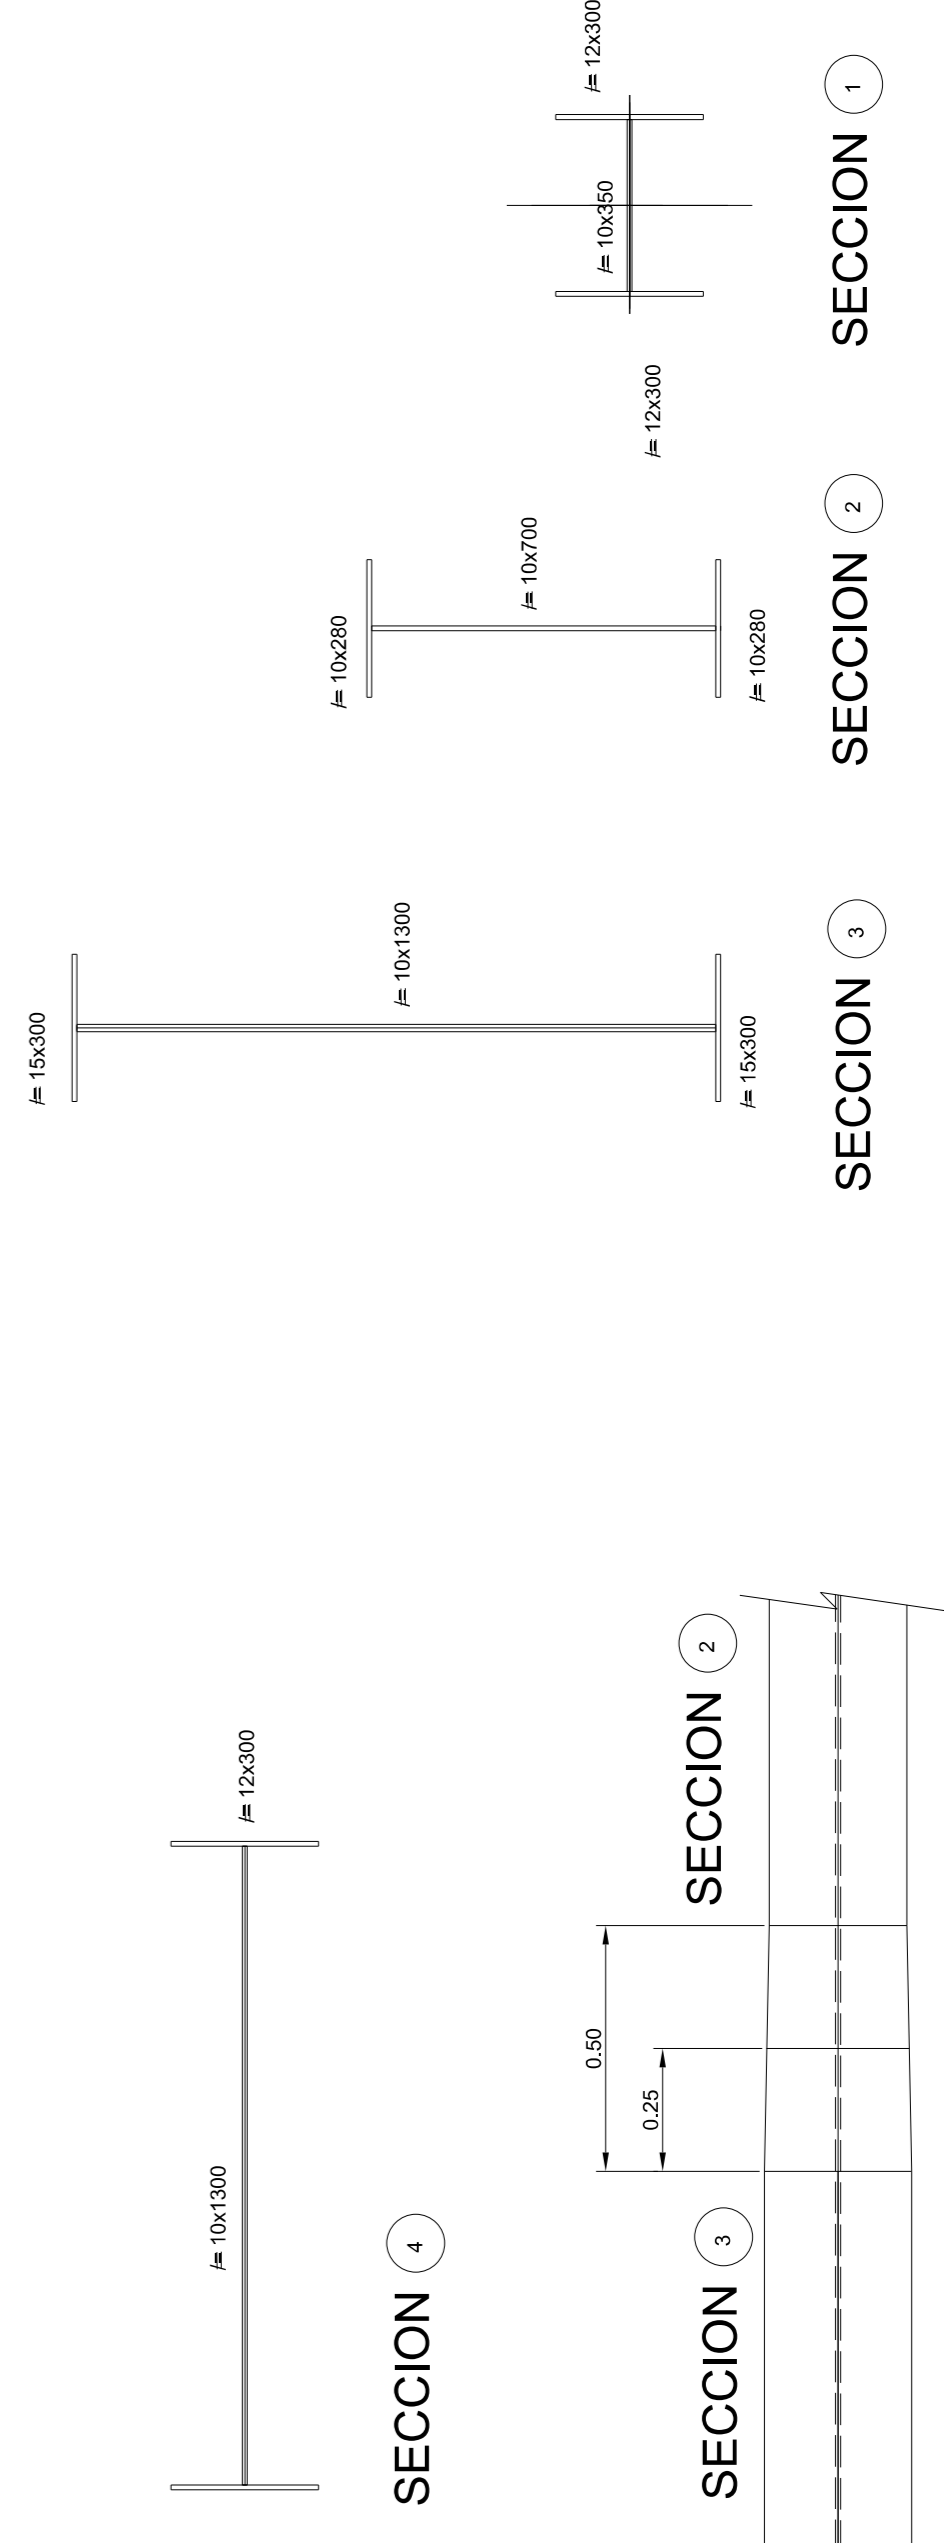 ⌿= 12x300
⌿= 10x350
⌿= 12x300
SECCION 1
⌿= 10x280
⌿= 10x700
⌿= 10x280
SECCION 2
⌿= 15x300
⌿= 10x1300
⌿= 15x300
SECCION 3
⌿= 12x300
⌿= 10x1300
SECCION 4
SECCION 2
0.50
0.25
SECCION 3